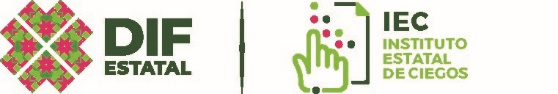 DIF
ESTATAL
IEC
INSTITUTO
ESTATAL
DE CIEGOS